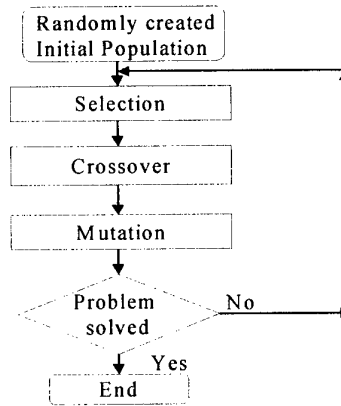 Randomly created
Initial Population
Selection
Crossover
Mutation
Problem
solved
No
Yes
End